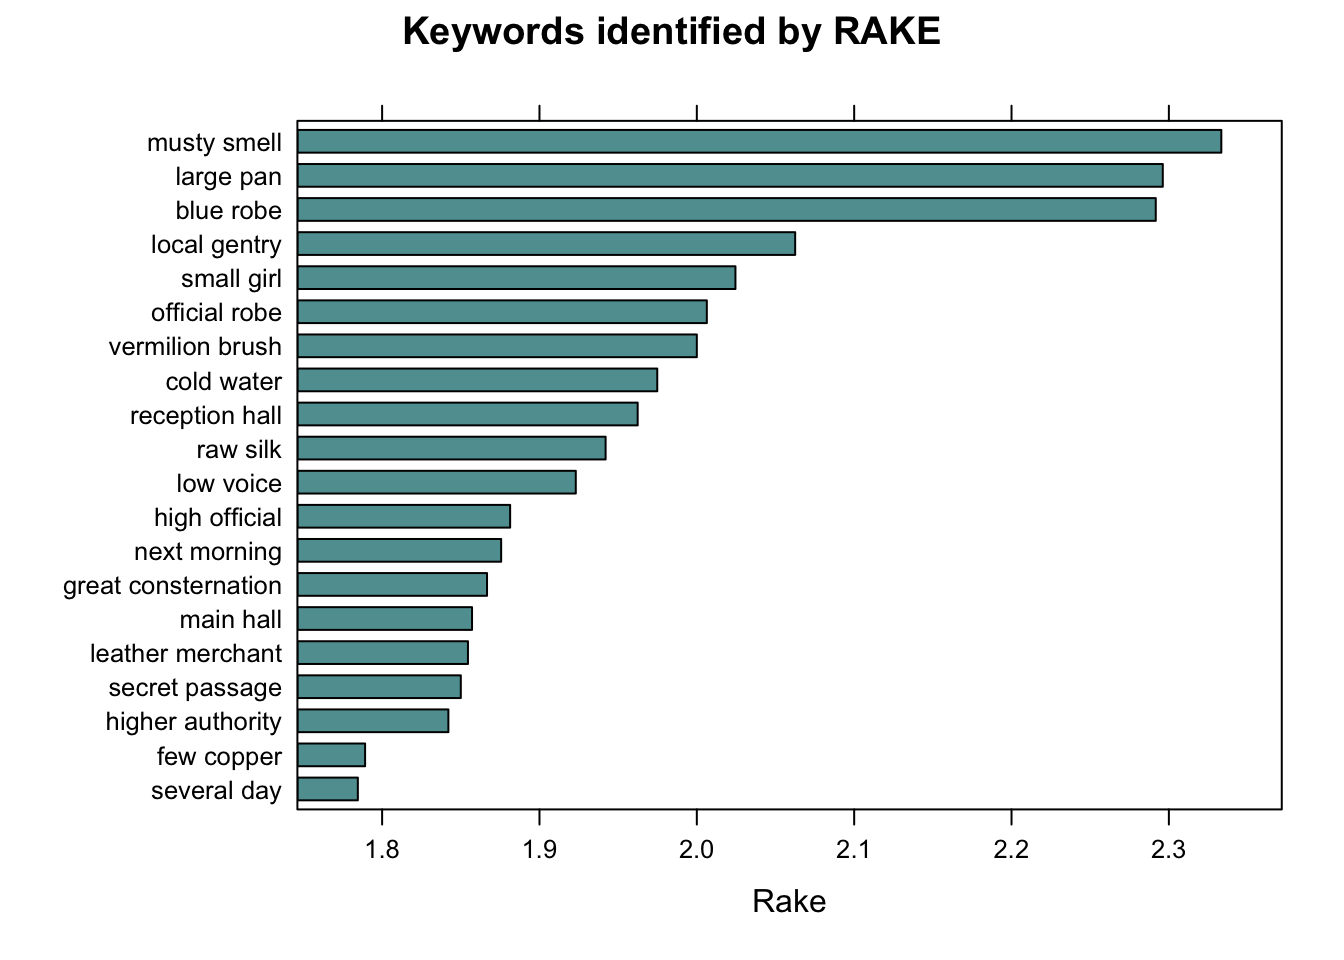 Keywords identified by RAKE
musty smell
large pan
blue robe
local gentry
small girl
official robe
vermilion brush
cold water
reception hall
raw silk
low voice
high official
next morning
great consternation
main hall
leather merchant
secret passage
higher authority
few copper
several day
1.8 1.9 2.0 2.1 2.2 2.3
Rake